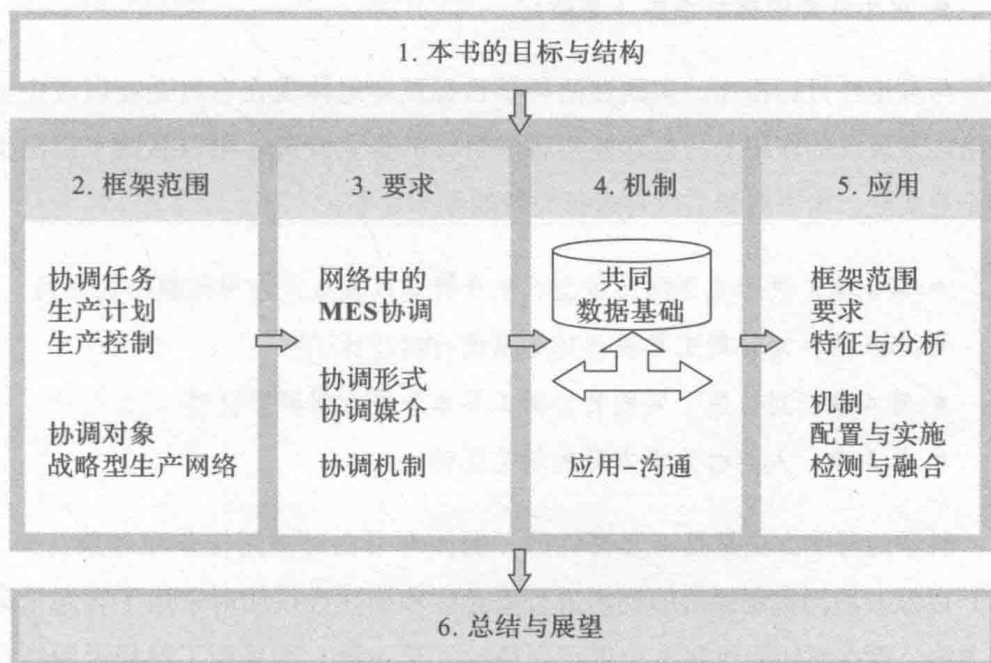 1. 本书的目标与结构
2. 框架范围
协调任务
生产计划
生产控制
协调对象
战略型生产网络
3. 要求
网络中的
MES协调
协调形式
协调媒介
协调机制
4. 机制
共同
数据基础
应用-沟通
5. 应用
框架范围
要求
特征与分析
机制
配置与实施
检测与融合
6. 总结与展望